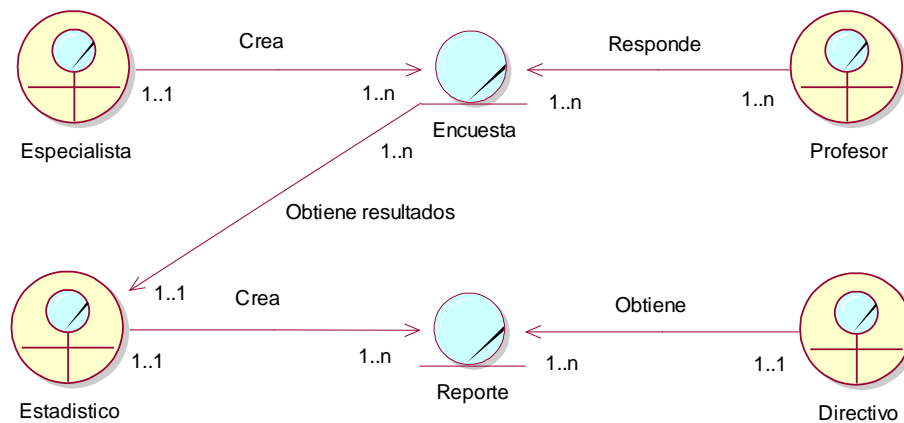 Crea
Responde
1..1
1..n
1..n
1..n
Especialista
Encuesta
Profesor
1..n
Obtiene resultados
1..1
Crea
Obtiene
1..1
1..n
1..n
1..1
Estadistico
Reporte
Directivo